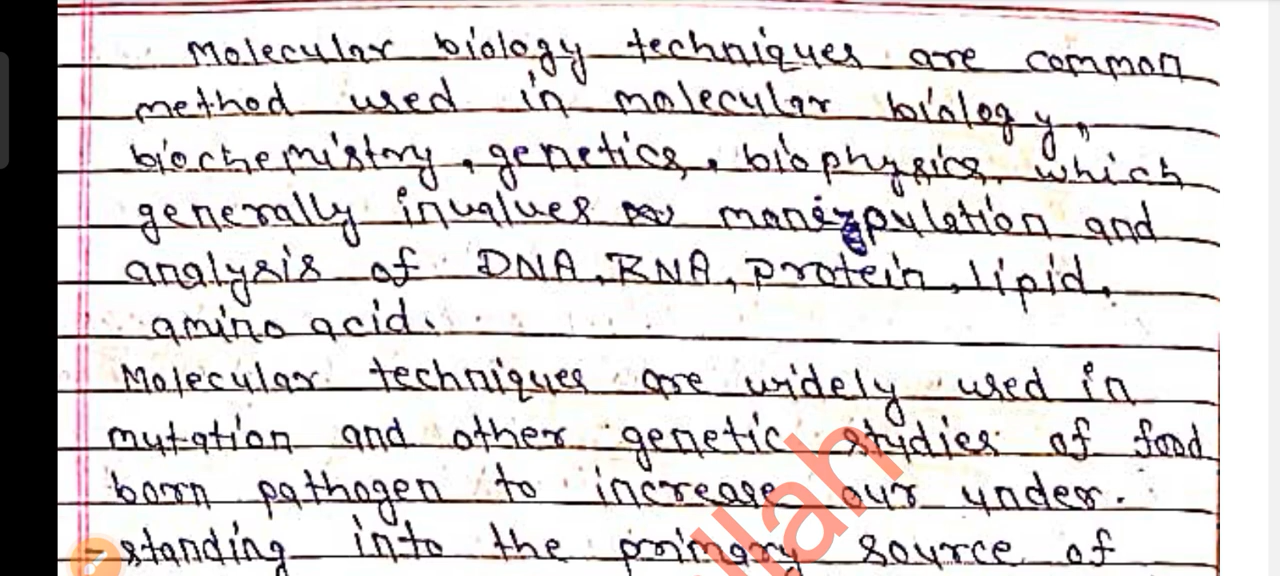 Molecular biology techniques are common
method used in molecular biology,
biochemistry, genetics, biophysics which
generally invalues manipulation and
analysis of DNA, RNA, protein, lipid,
amino acid.
Molecular techniques are widely used in
mutation and other genetic studies of food
born pathogen to increase our under-
standing into the primary source of
llah